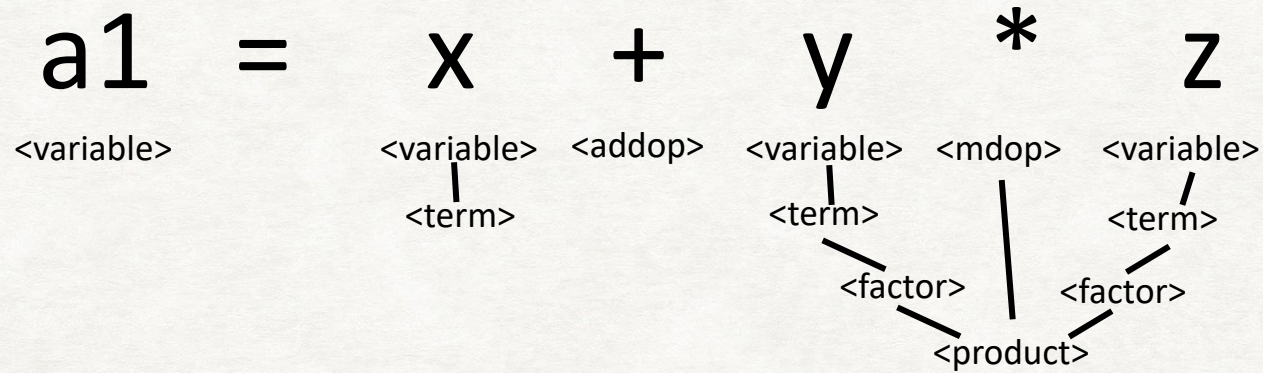 a1 = x + y * z
<variable> <variable> <addop> <variable> <mdop> <variable>
<term> <term> <term>
<factor> <factor>
<product>